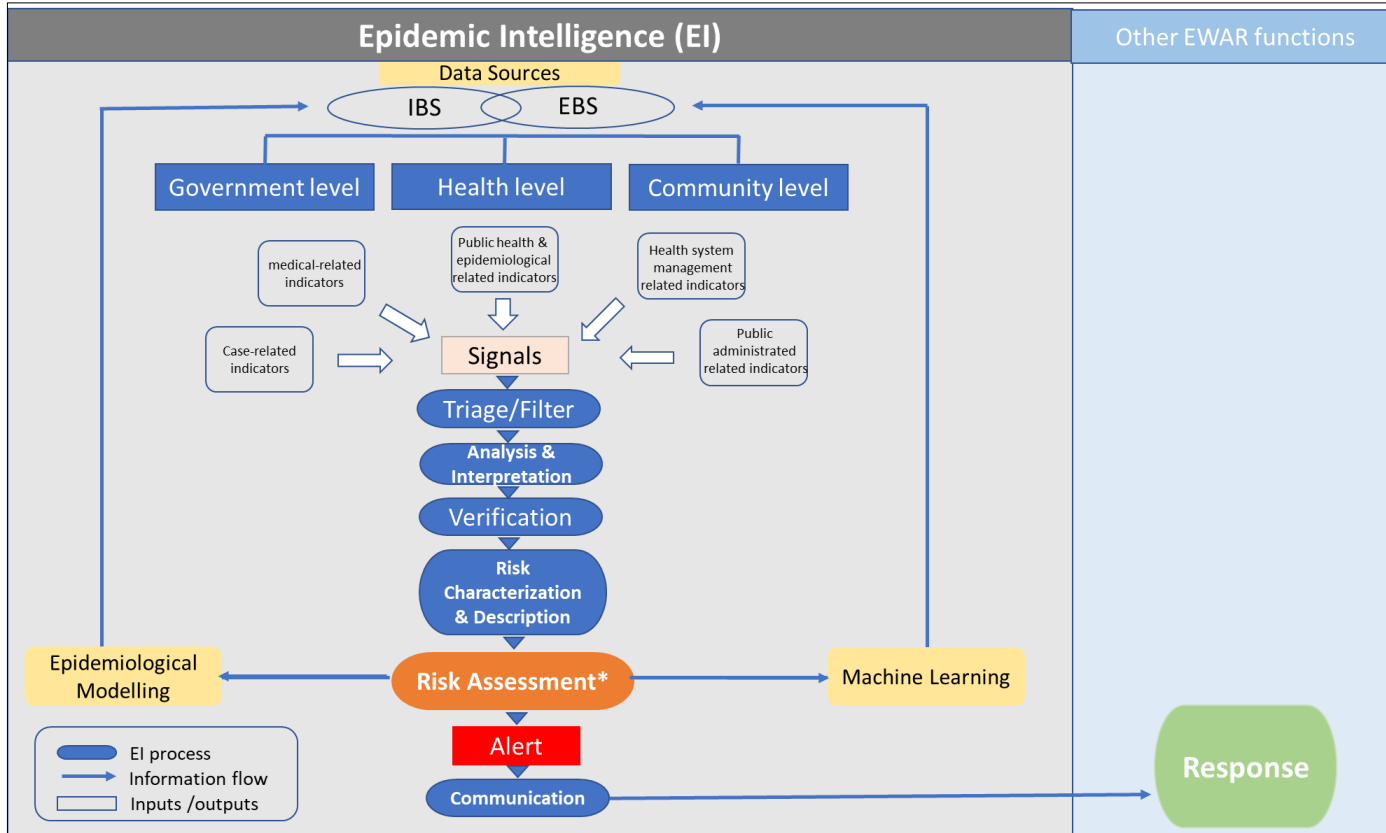 Epidemic Intelligence (EI)
Other EWAR functions
Data Sources
IBS
EBS
Government level
Health level
Community level
medical-related
indicators
Public health &
epidemiological
related indicators
Health system
management
related indicators
Case-related
indicators
Public
administrated
related indicators
Signals
Triage/Filter
Analysis &
Interpretation
Verification
Risk
Characterization
& Description
Epidemiological
Modelling
Risk Assessment*
Machine Learning
Alert
Communication
Response
EI process
Information flow
Inputs /outputs